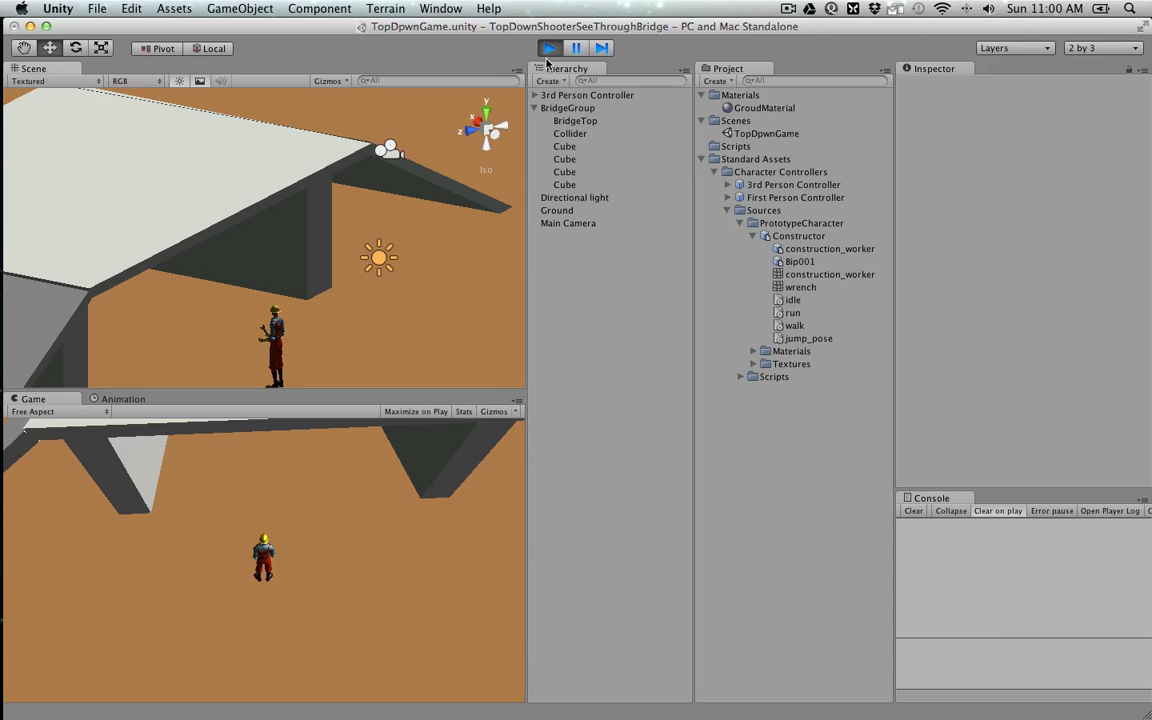 Unity File Edit Assets GameObject Component Terrain Window Help Sun 11:00 AM
TopDpwnGame.unity – TopDownShooterSeeThroughBridge – PC and Mac Standalone
Pivot Local Layers 2 by 3
Scene Hierarchy Project Inspector
Textured RGB Gizmos All Create All Create All
3rd Person Controller
BridgeGroup
BridgeTop
Collider
Cube
Cube
Cube
Cube
Directional light
Ground
Main Camera
Materials
GroudMaterial
Scenes
TopDpwnGame
Scripts
Standard Assets
Character Controllers
3rd Person Controller
First Person Controller
Sources
PrototypeCharacter
Constructor
construction_worker
Bip001
construction_worker
wrench
idle
run
walk
jump_pose
Materials
Textures
Scripts
y
x
z
Iso
Game Animation
Free Aspect Maximize on Play Stats Gizmos
Console
Clear Collapse Clear on play Error pause Open Player Log